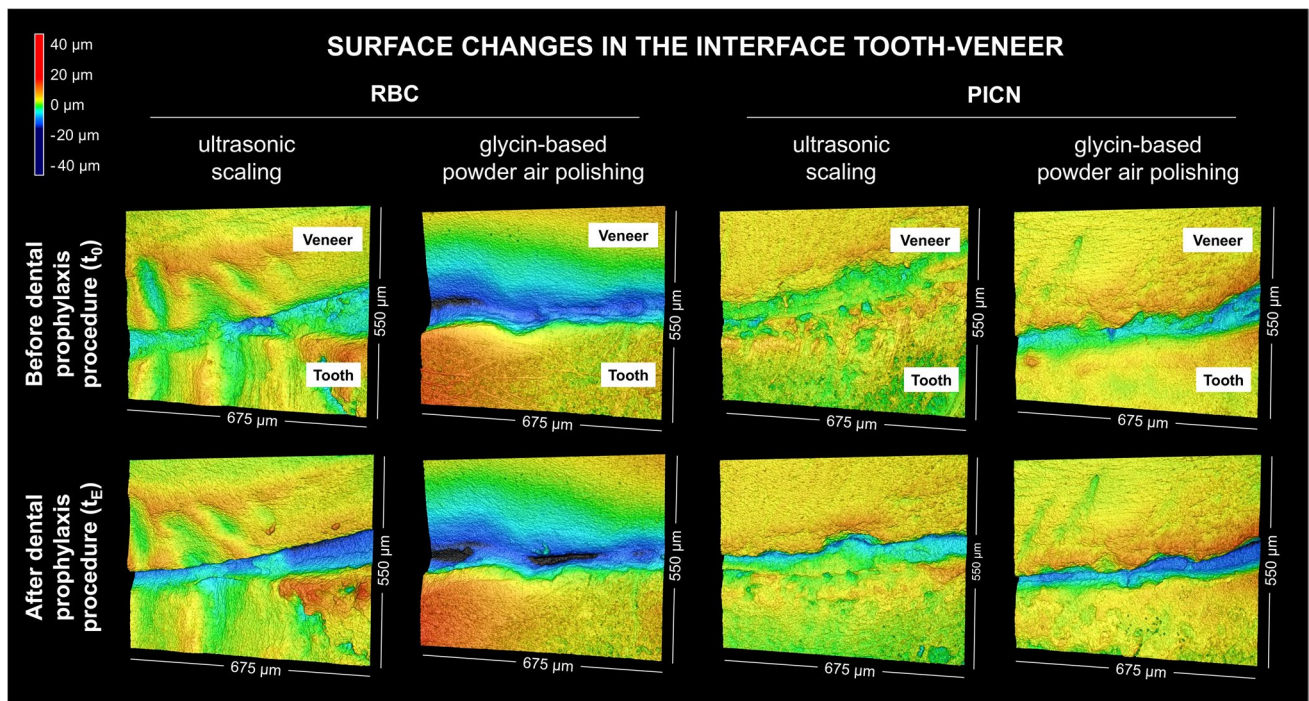 SURFACE CHANGES IN THE INTERFACE TOOTH-VENEER
40 µm
20 µm
0 µm
-20 µm
-40 µm
RBC
PICN
ultrasonic
scaling
glycin-based
powder air polishing
ultrasonic
scaling
glycin-based
powder air polishing
Before dental
prophylaxis
procedure (t0)
Veneer
Tooth
550 µm
675 µm
Veneer
Tooth
550 µm
675 µm
Veneer
Tooth
550 µm
675 µm
Veneer
Tooth
550 µm
675 µm
After dental
prophylaxis
procedure (tE)
550 µm
675 µm
550 µm
675 µm
550 µm
675 µm
550 µm
675 µm